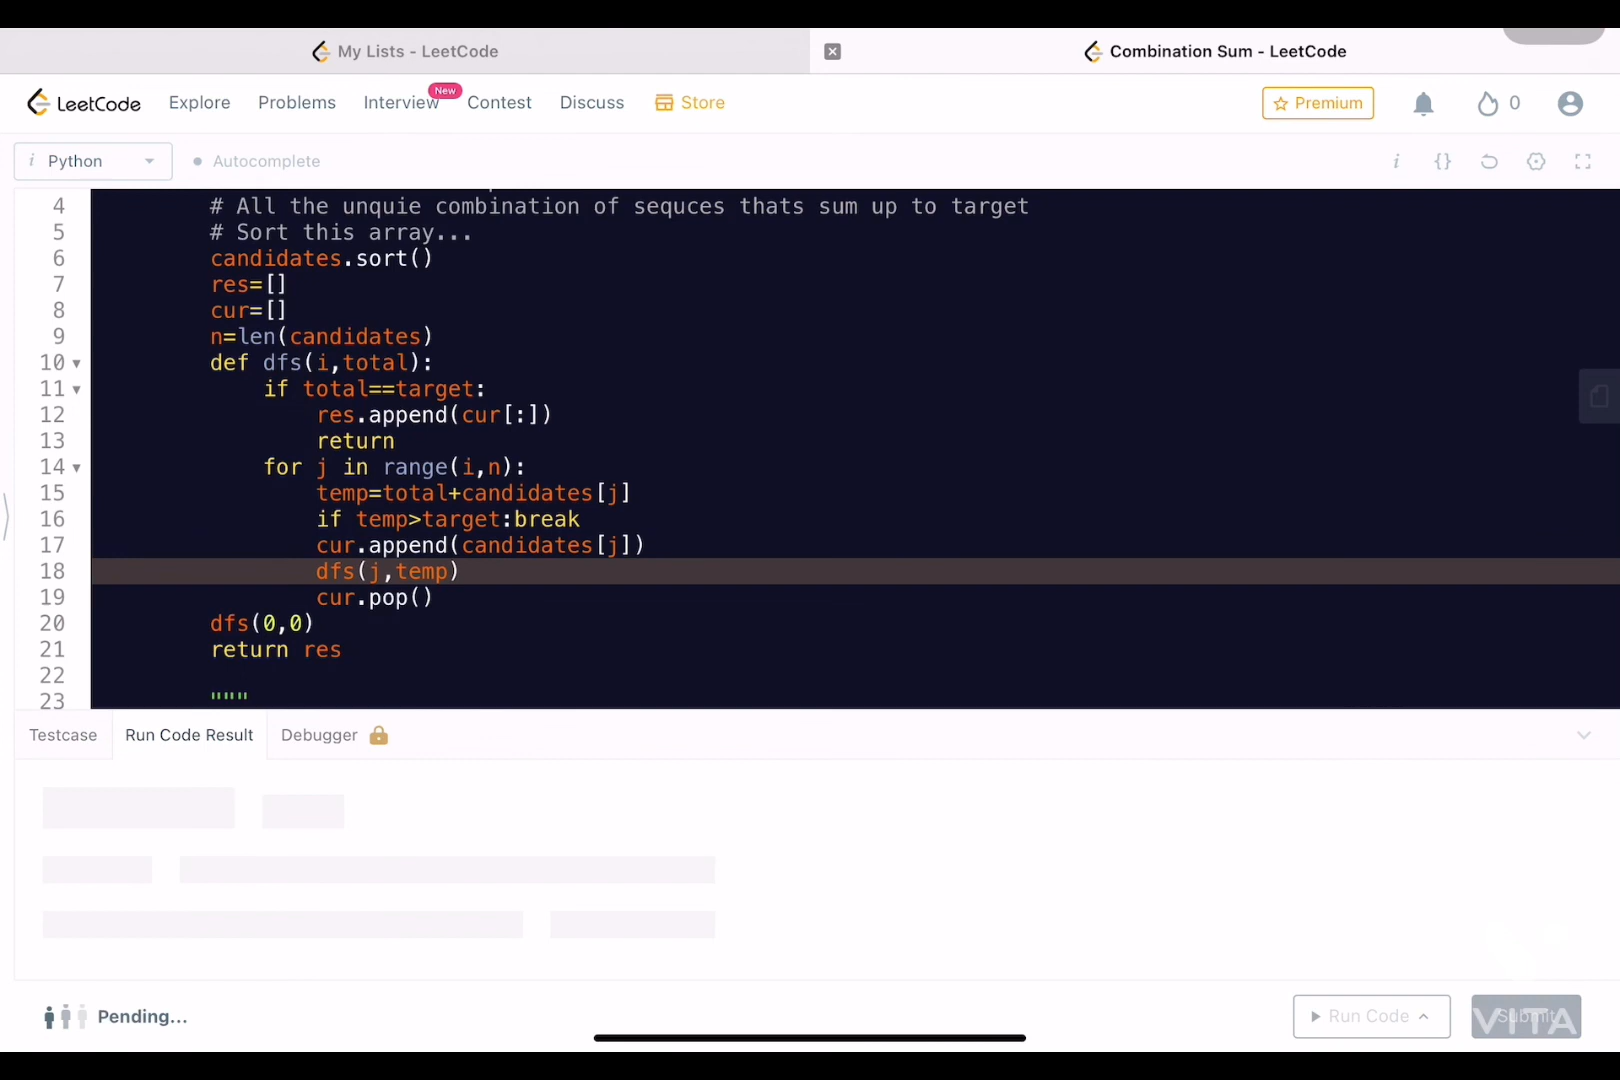 My Lists - LeetCode
Combination Sum - LeetCode
LeetCode Explore Problems Interview New Contest Discuss Store Premium 0
i Python Autocomplete i {}
4 # All the unquie combination of sequces thats sum up to target
5 # Sort this array...
6 candidates.sort()
7 res=[]
8 cur=[]
9 n=len(candidates)
10 def dfs(i,total):
11 if total==target:
12 res.append(cur[:])
13 return
14 for j in range(i,n):
15 temp=total+candidates[j]
16 if temp>target:break
17 cur.append(candidates[j])
18 dfs(j,temp)
19 cur.pop()
20 dfs(0,0)
21 return res
22
23 """
Testcase Run Code Result Debugger
Pending... Run Code Submit
VITA